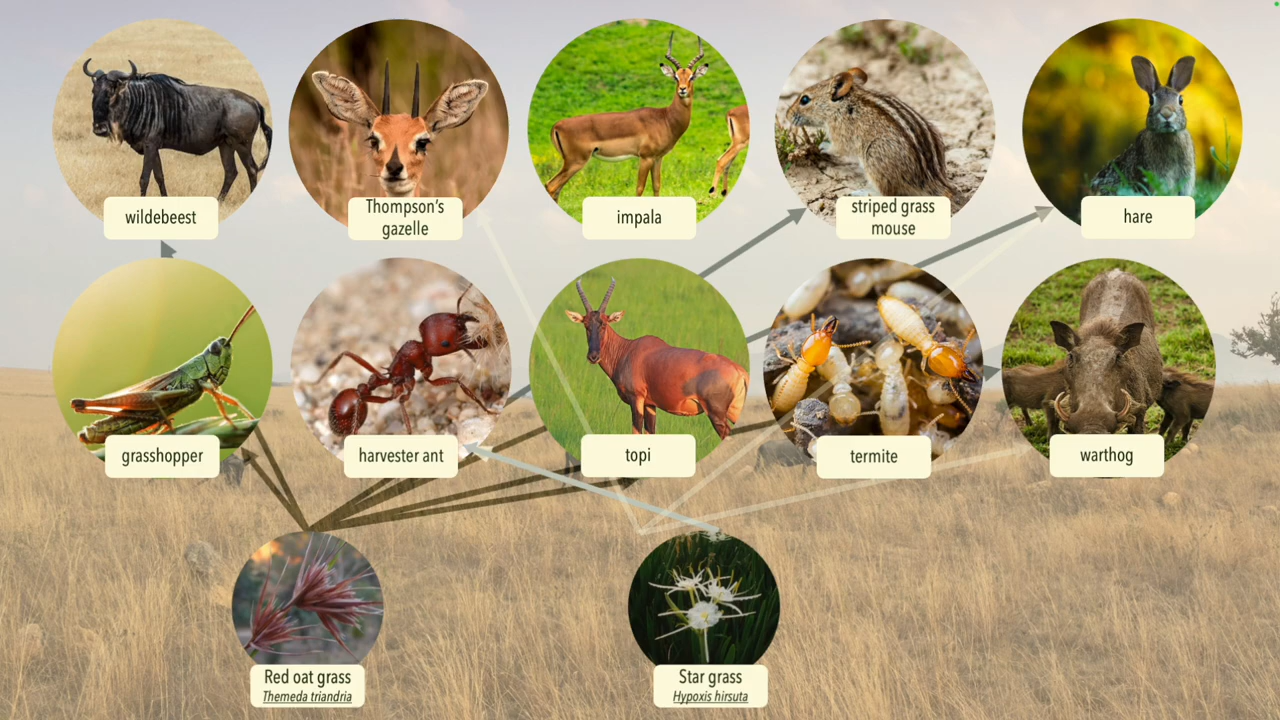 wildebeest
Thompson's
gazelle
impala
striped grass
mouse
hare
grasshopper
harvester ant
topi
termite
warthog
Red oat grass
Themeda triandria
Star grass
Hypoxis hirsuta